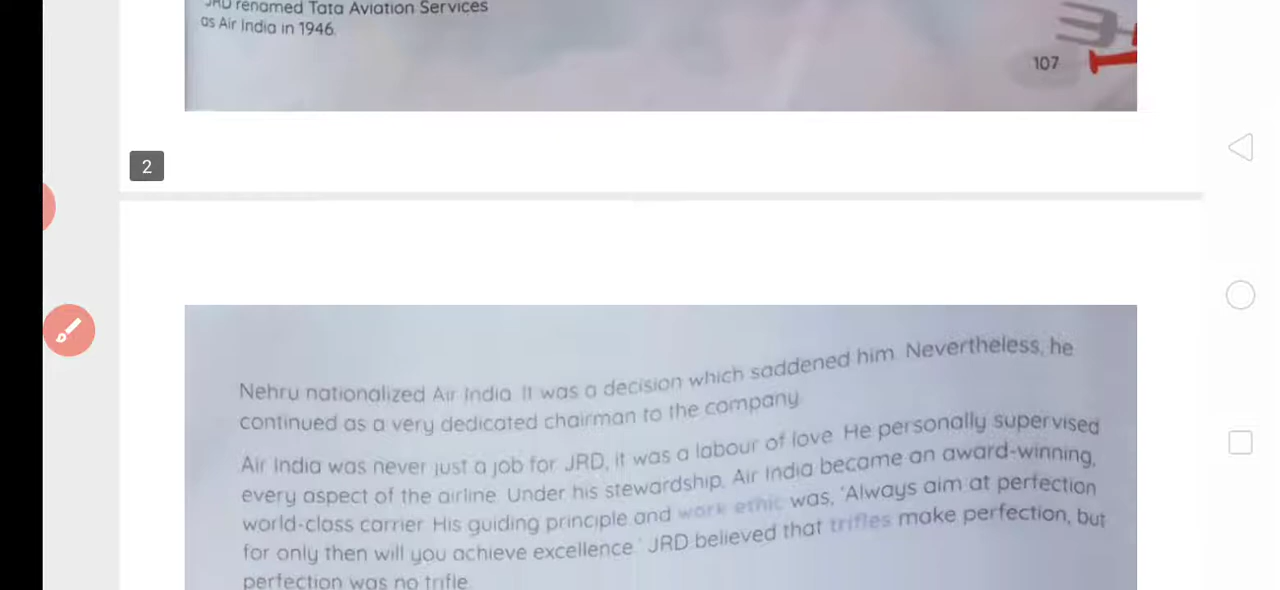 JRD renamed Tata Aviation Services
as Air India in 1946.
107
2
Nehru nationalized Air India. It was a decision which saddened him. Nevertheless, he
continued as a very dedicated chairman to the company.
Air India was never just a job for JRD, it was a labour of love. He personally supervised
every aspect of the airline. Under his stewardship, Air India became an award-winning,
world-class carrier. His guiding principle and work ethic was, 'Always aim at perfection
for only then will you achieve excellence.' JRD believed that trifles make perfection, but
perfection was no trifle.